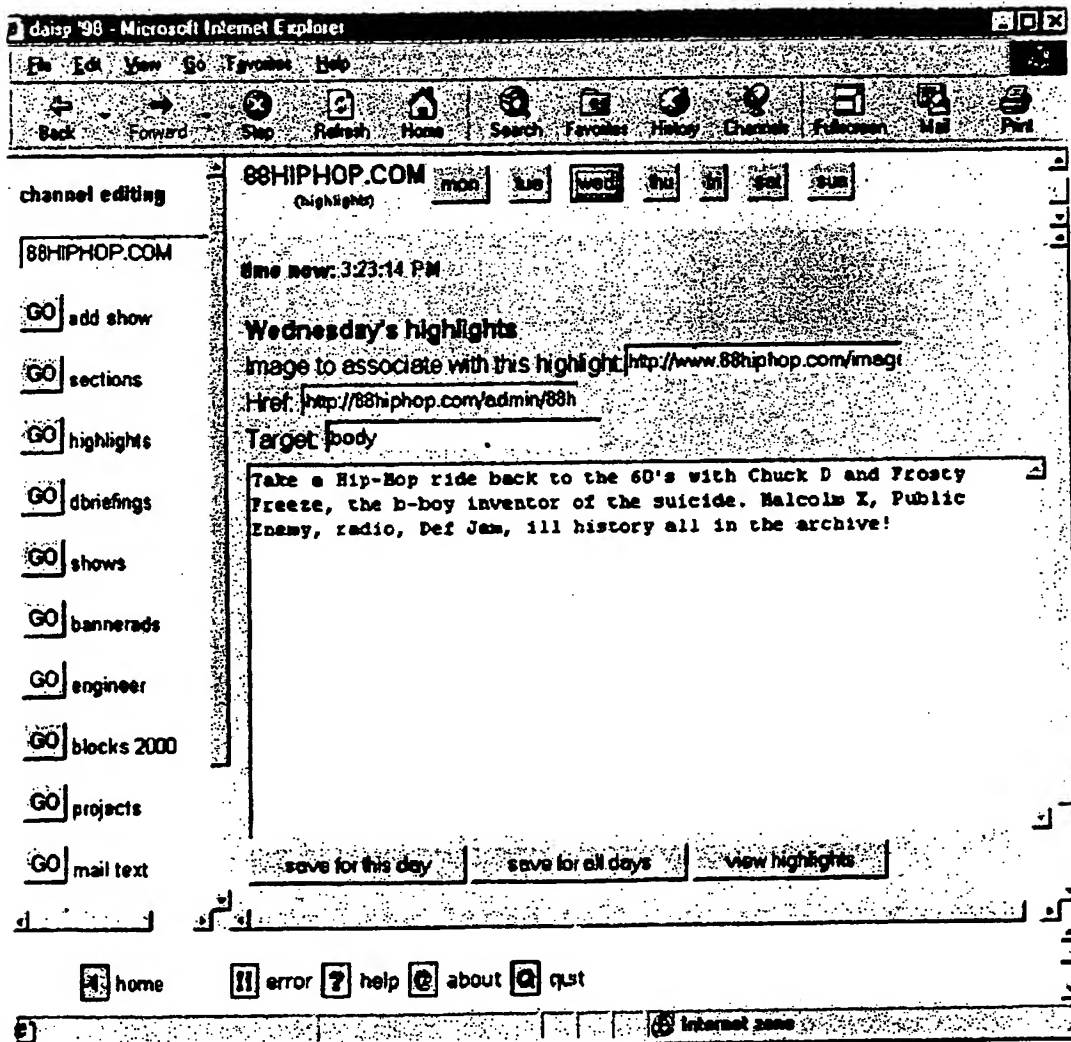 daisy '98 - Microsoft Internet Explorer
File Edit View Go Favorites Help
Back Forward Stop Refresh Home Search Favorites History Channels Fullscreen Mail Print
channel editing
88HIPHOP.COM
GO add show
GO sections
GO highlights
GO dbriefings
GO shows
GO bannerads
GO engineer
GO blocks 2000
GO projects
GO mail text
88HIPHOP.COM mon tue wed thu fri sat sun
(highlights)
time now: 3:23:14 PM
Wednesday's highlights
Image to associate with this highlight: http://www.88hiphop.com/image
Href: http://88hiphop.com/admin/88h
Target: body
Take a Hip-Hop ride back to the 60's with Chuck D and Frosty
Freeze, the b-boy inventor of the suicide. Malcolm X, Public
Enemy, radio, Def Jam, ill history all in the archive!
save for this day save for all days view highlights
home !! error ? help @ about Q quit
Internet zone